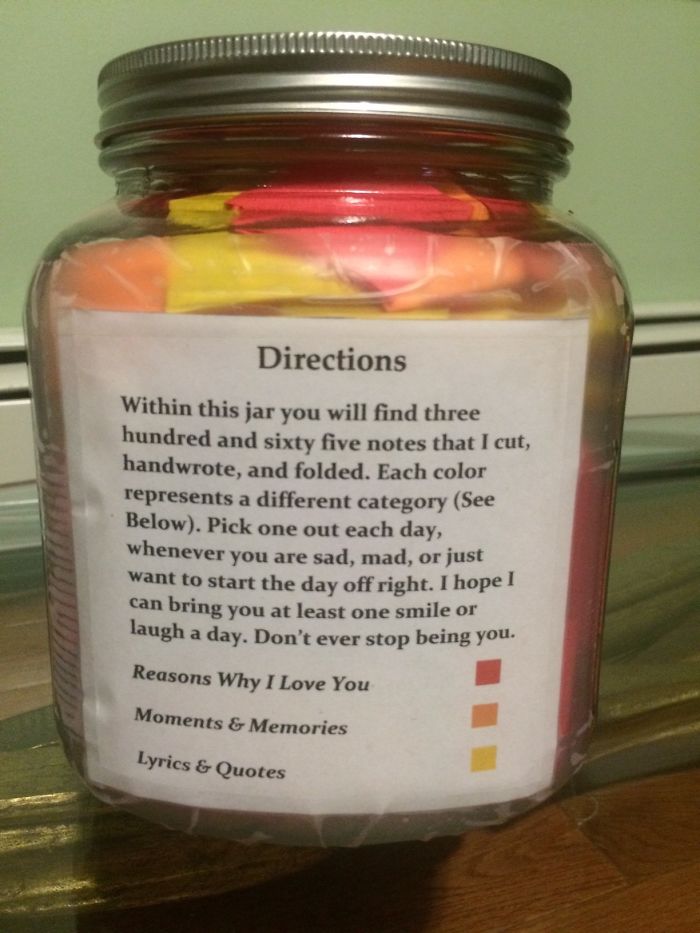 Directions
Within this jar you will find three
hundred and sixty five notes that I cut,
handwrote, and folded. Each color
represents a different category (See
Below). Pick one out each day,
whenever you are sad, mad, or just
want to start the day off right. I hope I
can bring you at least one smile or
laugh a day. Don't ever stop being you.
Reasons Why I Love You
Moments & Memories
Lyrics & Quotes